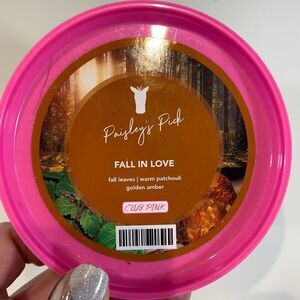 Paisley's Pick
FALL IN LOVE
fall leaves | warm patchouli
golden amber
CLUB PINK